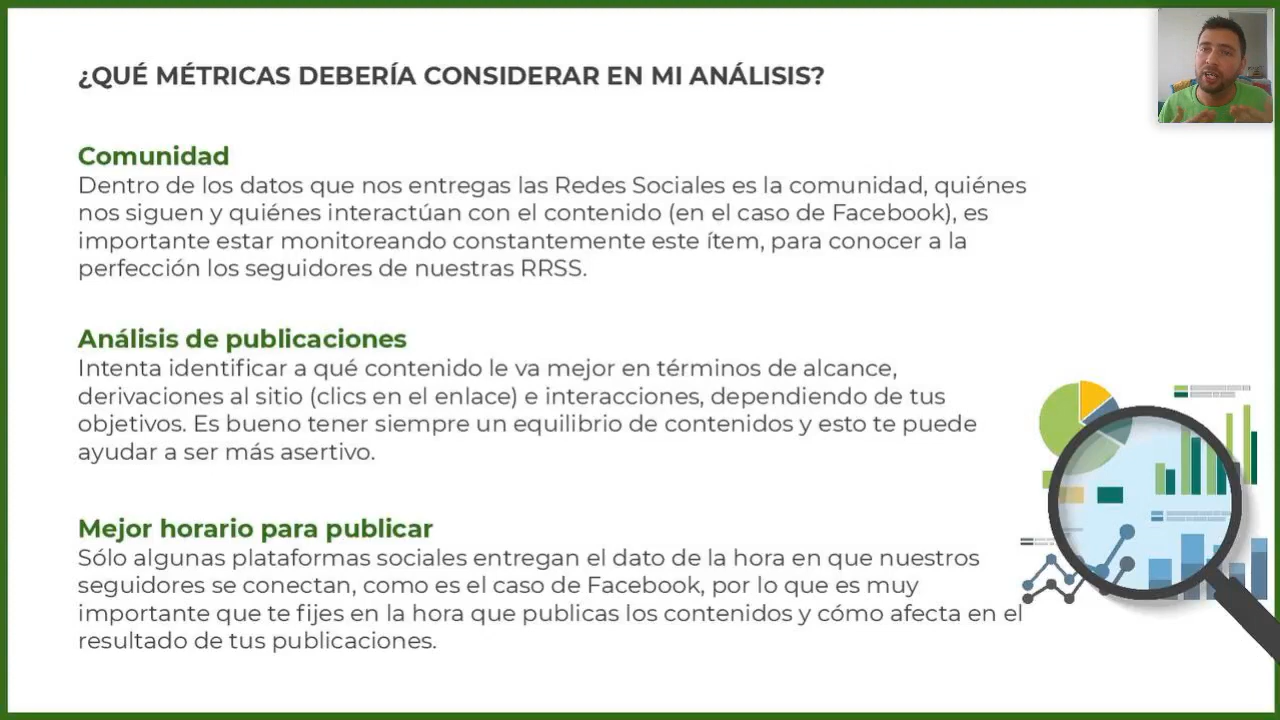 ¿QUÉ MÉTRICAS DEBERÍA CONSIDERAR EN MI ANÁLISIS?
Comunidad
Dentro de los datos que nos entregas las Redes Sociales es la comunidad, quiénes
nos siguen y quiénes interactúan con el contenido (en el caso de Facebook), es
importante estar monitoreando constantemente este ítem, para conocer a la
perfección los seguidores de nuestras RRSS.
Análisis de publicaciones
Intenta identificar a qué contenido le va mejor en términos de alcance,
derivaciones al sitio (clics en el enlace) e interacciones, dependiendo de tus
objetivos. Es bueno tener siempre un equilibrio de contenidos y esto te puede
ayudar a ser más asertivo.
Mejor horario para publicar
Sólo algunas plataformas sociales entregan el dato de la hora en que nuestros
seguidores se conectan, como es el caso de Facebook, por lo que es muy
importante que te fijes en la hora que publicas los contenidos y cómo afecta en el
resultado de tus publicaciones.